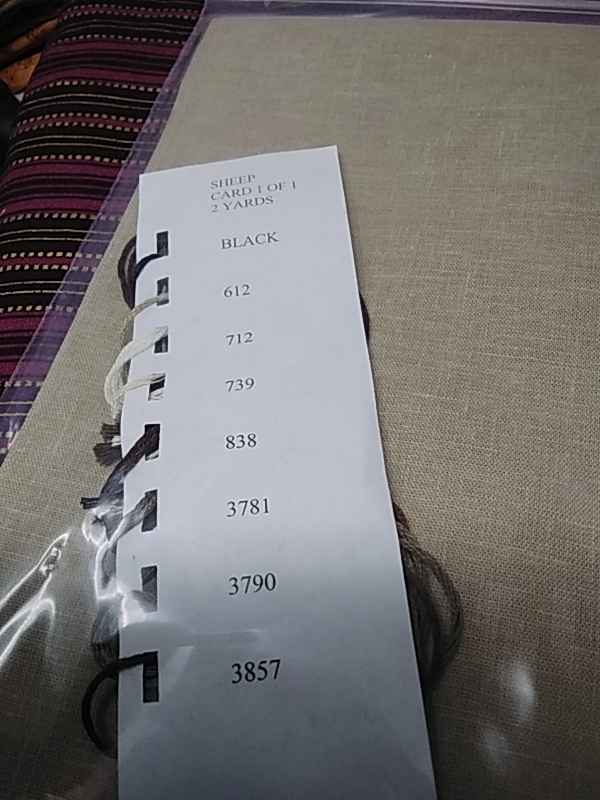 SHEEP
CARD 1 OF 1
2 YARDS
BLACK
612
712
739
838
3781
3790
3857